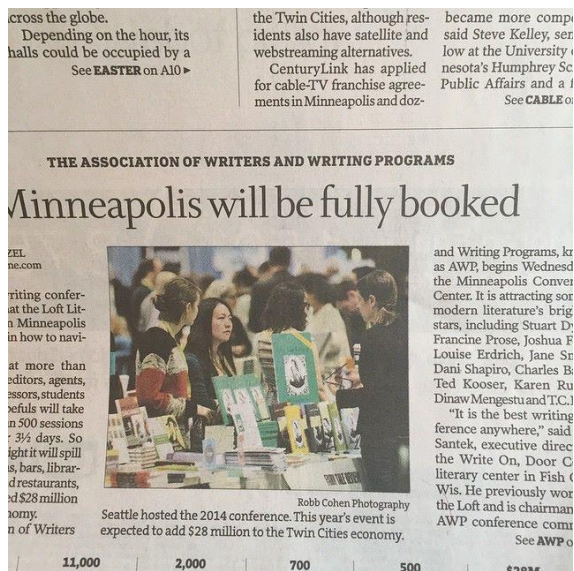 across the globe.
Depending on the hour, its
halls could be occupied by a
See EASTER on A10 ▸
the Twin Cities, although res-
idents also have satellite and
webstreaming alternatives.
CenturyLink has applied
for cable-TV franchise agree-
ments in Minneapolis and doz-
became more compe
said Steve Kelley, sen
low at the University o
nesota's Humphrey Sc
Public Affairs and a f
See CABLE o
THE ASSOCIATION OF WRITERS AND WRITING PROGRAMS
Minneapolis will be fully booked
ZEL
ne.com
riting confer-
at the Loft Lit-
n Minneapolis
in how to navi-
at more than
editors, agents,
essors, students
pefuls will take
n 500 sessions
r 3½ days. So
ight it will spill
s, bars, librar-
d restaurants,
ed $28 million
nomy.
n of Writers
Robb Cohen Photography
Seattle hosted the 2014 conference. This year's event is
expected to add $28 million to the Twin Cities economy.
and Writing Programs, kn
as AWP, begins Wednesd
the Minneapolis Conven
Center. It is attracting som
modern literature's brig
stars, including Stuart Dy
Francine Prose, Joshua F
Louise Erdrich, Jane Sm
Dani Shapiro, Charles Ba
Ted Kooser, Karen Ru
Dinaw Mengestu and T.C. B
"It is the best writing
ference anywhere," said
Santek, executive direc
the Write On, Door Co
literary center in Fish C
Wis. He previously wor
the Loft and is chairman
AWP conference comm
See AWP o
11,000 2,000 700 500 $28M